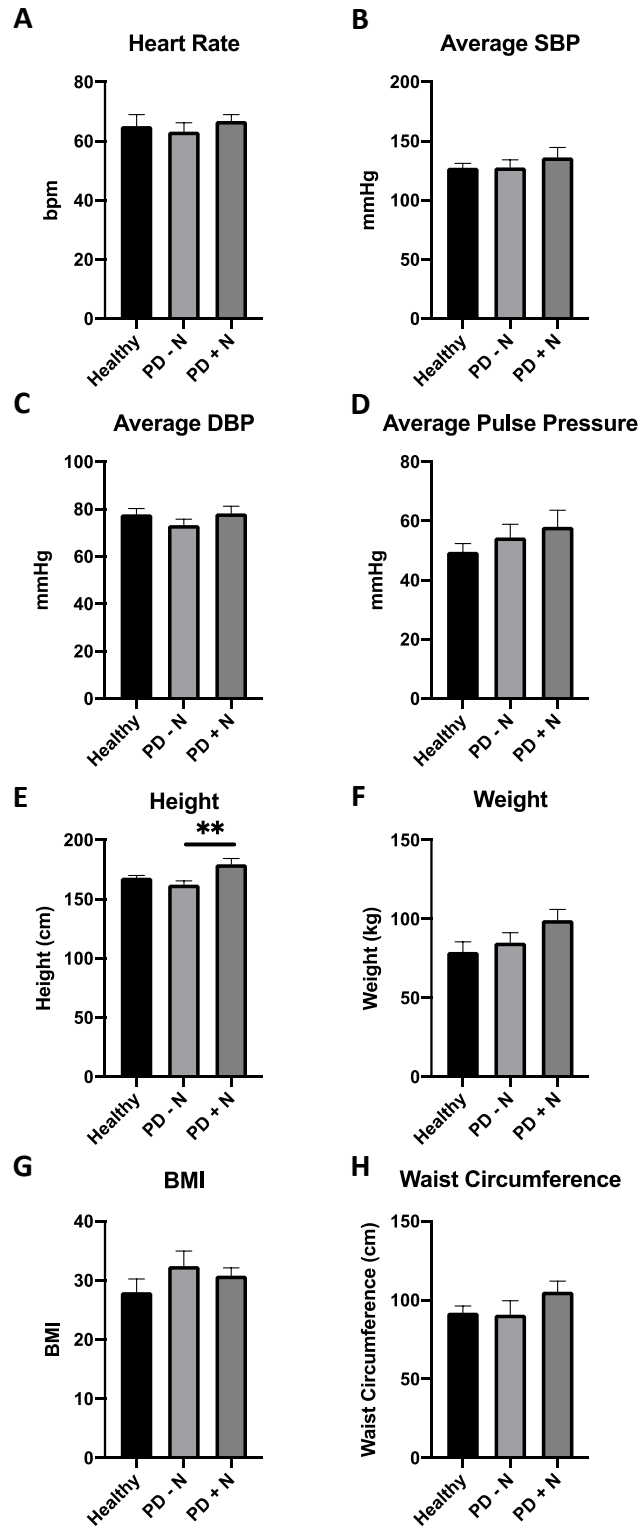 A
Heart Rate
80
60
40
20
0
bpm
Healthy
PD - N
PD + N
B
Average SBP
200
150
100
50
0
mmHg
Healthy
PD - N
PD + N
C
Average DBP
100
80
60
40
20
0
mmHg
Healthy
PD - N
PD + N
D
Average Pulse Pressure
80
60
40
20
0
mmHg
Healthy
PD - N
PD + N
E
Height
**
200
150
100
50
0
Height (cm)
Healthy
PD - N
PD + N
F
Weight
150
100
50
0
Weight (kg)
Healthy
PD - N
PD + N
G
BMI
40
30
20
10
0
BMI
Healthy
PD - N
PD + N
H
Waist Circumference
150
100
50
0
Waist Circumference (cm)
Healthy
PD - N
PD + N